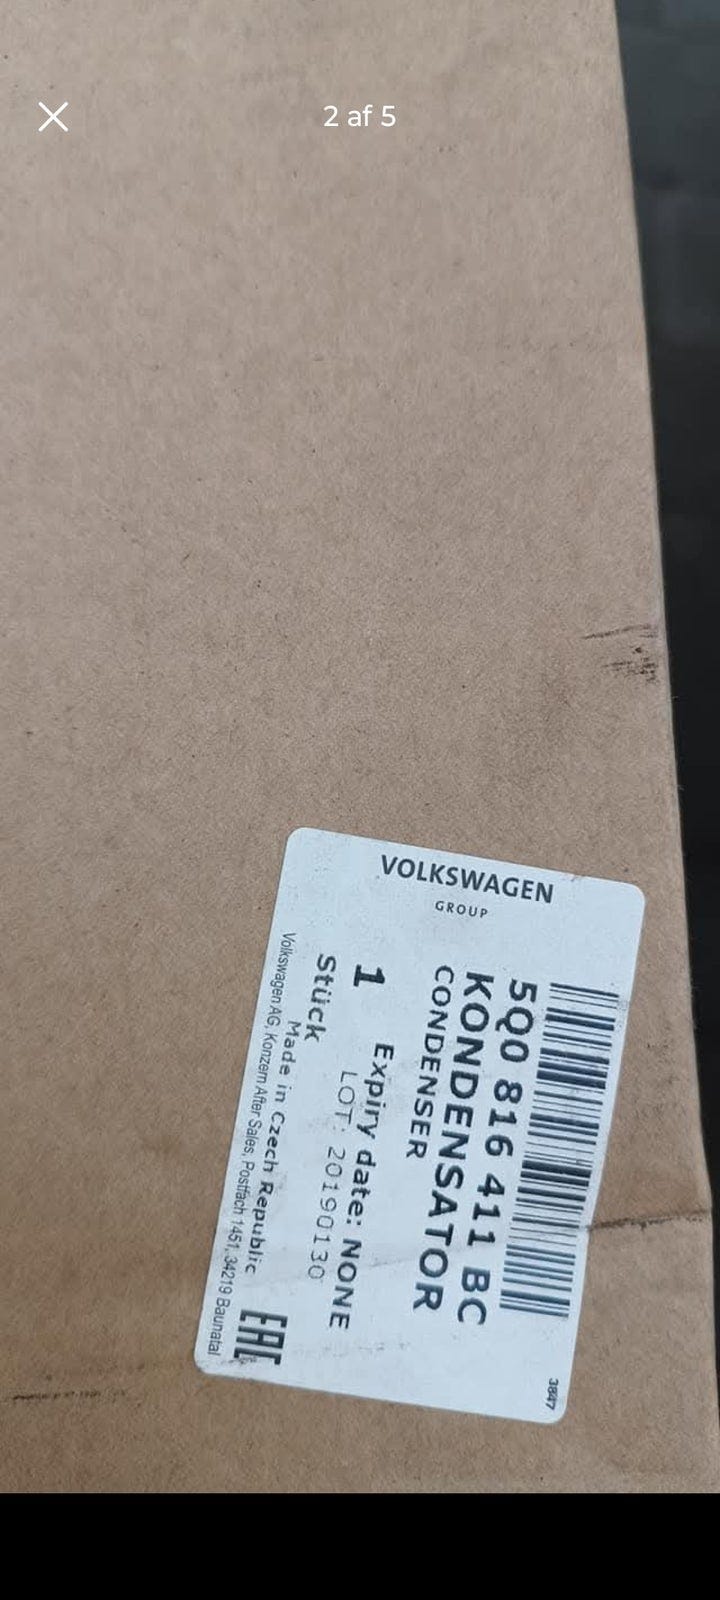 2 af 5
VOLKSWAGEN
GROUP
5Q0 816 411 BC
KONDENSATOR
CONDENSER
1
Expiry date: NONE
LOT: 20190130
Stück
Made in Czech Republic
Volkswagen AG, Konzern After Sales, Postfach 1451, 34219 Baunatal
EAC
3847